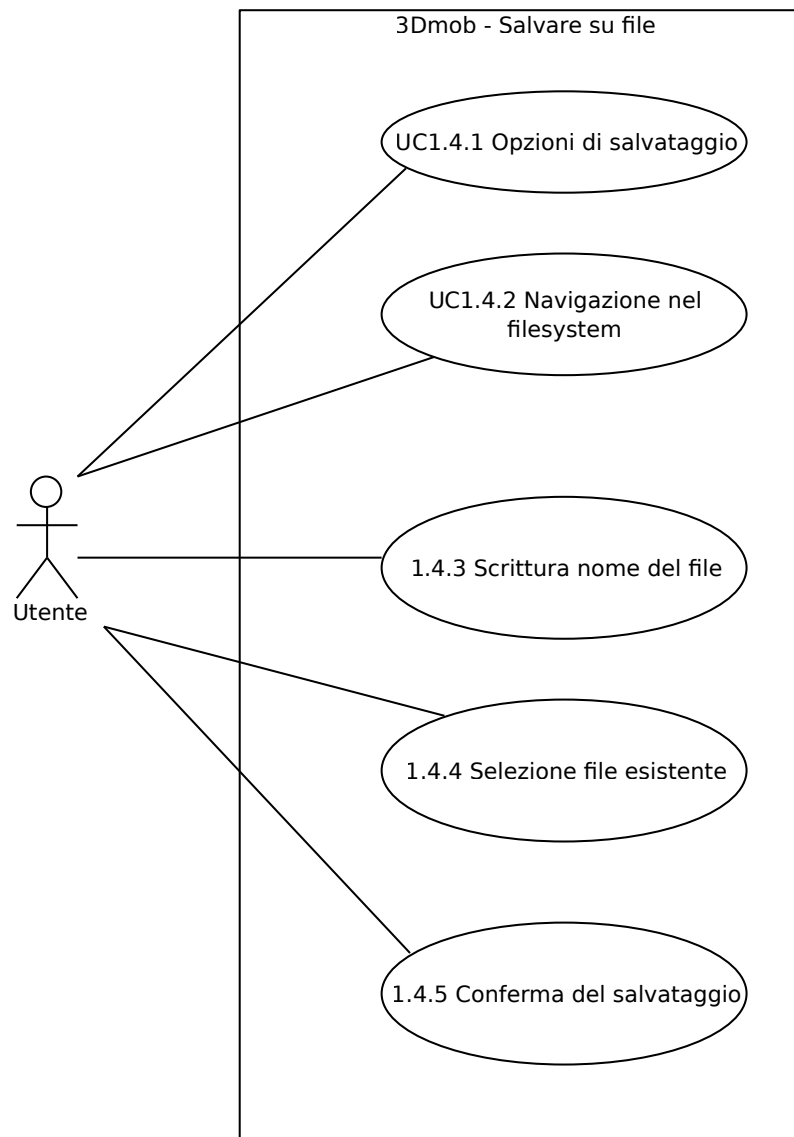 3Dmob - Salvare su file
UC1.4.1 Opzioni di salvataggio
UC1.4.2 Navigazione nel
filesystem
1.4.3 Scrittura nome del file
Utente
1.4.4 Selezione file esistente
1.4.5 Conferma del salvataggio